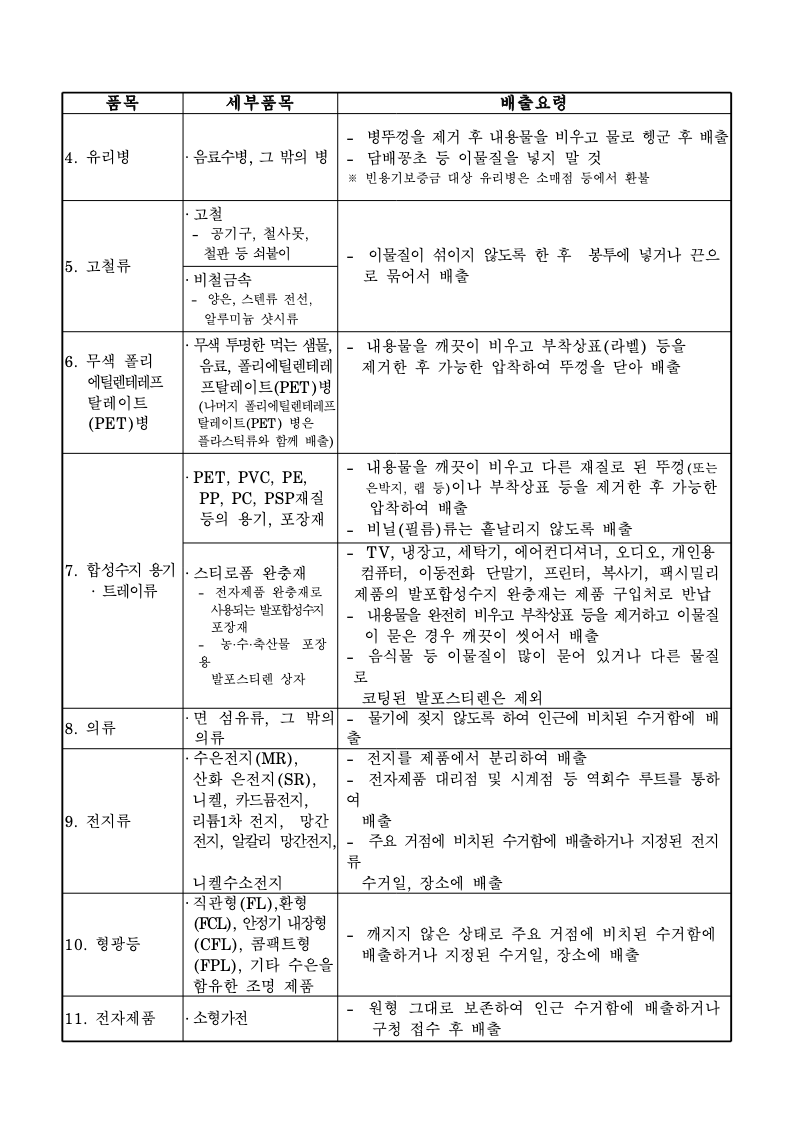 품목 세부품목 배출요령
4. 유리병
· 음료수병, 그 밖의 병
- 병뚜껑을 제거 후 내용물을 비우고 물로 헹군 후 배출
- 담배꽁초 등 이물질을 넣지 말 것
※ 빈용기보증금 대상 유리병은 소매점 등에서 환불
5. 고철류
· 고철
- 공기구, 철사못,
철판 등 쇠붙이
· 비철금속
- 양은, 스텐류 전선,
알루미늄 샷시류
- 이물질이 섞이지 않도록 한 후 봉투에 넣거나 끈으
로 묶어서 배출
6. 무색 폴리
에틸렌테레프
탈레이트
(PET)병
· 무색 투명한 먹는 샘물,
음료, 폴리에틸렌테레
프탈레이트(PET)병
(나머지 폴리에틸렌테레프
탈레이트(PET) 병은
플라스틱류와 함께 배출)
- 내용물을 깨끗이 비우고 부착상표(라벨) 등을
제거한 후 가능한 압착하여 뚜껑을 닫아 배출
7. 합성수지 용기
· 트레이류
· PET, PVC, PE,
PP, PC, PSP재질
등의 용기, 포장재
- 내용물을 깨끗이 비우고 다른 재질로 된 뚜껑(또는
은박지, 랩 등)이나 부착상표 등을 제거한 후 가능한
압착하여 배출
- 비닐(필름)류는 흩날리지 않도록 배출
· 스티로폼 완충재
- 전자제품 완충재로
사용되는 발포합성수지
포장재
- 농·수·축산물 포장
용
발포스티렌 상자
- TV, 냉장고, 세탁기, 에어컨디셔너, 오디오, 개인용
컴퓨터, 이동전화 단말기, 프린터, 복사기, 팩시밀리
제품의 발포합성수지 완충재는 제품 구입처로 반납
- 내용물을 완전히 비우고 부착상표 등을 제거하고 이물질
이 묻은 경우 깨끗이 씻어서 배출
- 음식물 등 이물질이 많이 묻어 있거나 다른 물질
로
코팅된 발포스티렌은 제외
8. 의류
· 면 섬유류, 그 밖의
의류
- 물기에 젖지 않도록 하여 인근에 비치된 수거함에 배
출
9. 전지류
· 수은전지(MR),
산화 은전지(SR),
니켈, 카드뮴전지,
리튬1차 전지, 망간
전지, 알칼리 망간전지,
니켈수소전지
- 전지를 제품에서 분리하여 배출
- 전자제품 대리점 및 시계점 등 역회수 루트를 통하
여
배출
- 주요 거점에 비치된 수거함에 배출하거나 지정된 전지
류
수거일, 장소에 배출
10. 형광등
· 직관형(FL),환형
(FCL), 안정기 내장형
(CFL), 콤팩트형
(FPL), 기타 수은을
함유한 조명 제품
- 깨지지 않은 상태로 주요 거점에 비치된 수거함에
배출하거나 지정된 수거일, 장소에 배출
11. 전자제품
· 소형가전
- 원형 그대로 보존하여 인근 수거함에 배출하거나
구청 접수 후 배출